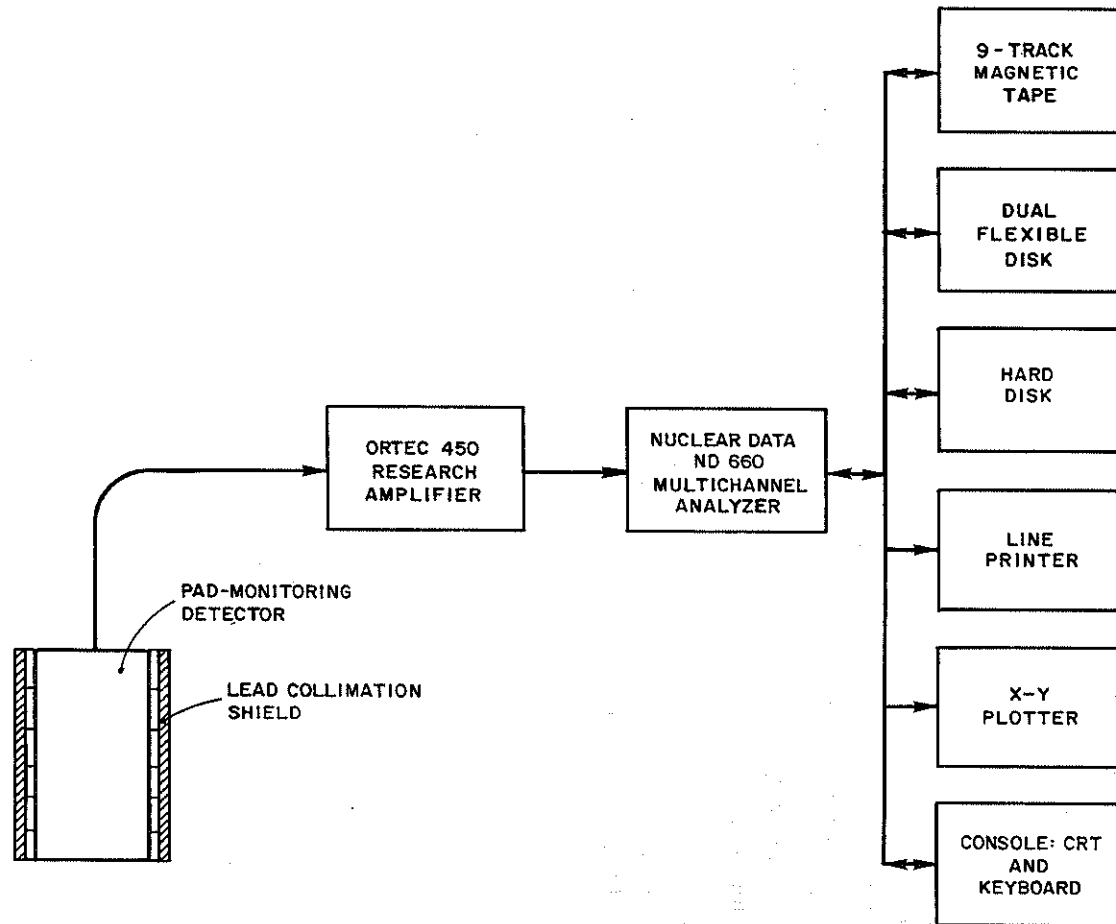 9-TRACK
MAGNETIC
TAPE
DUAL
FLEXIBLE
DISK
HARD
DISK
ORTEC 450
RESEARCH
AMPLIFIER
NUCLEAR DATA
ND 660
MULTICHANNEL
ANALYZER
LINE
PRINTER
PAD-MONITORING
DETECTOR
LEAD COLLIMATION
SHIELD
X-Y
PLOTTER
CONSOLE: CRT
AND
KEYBOARD